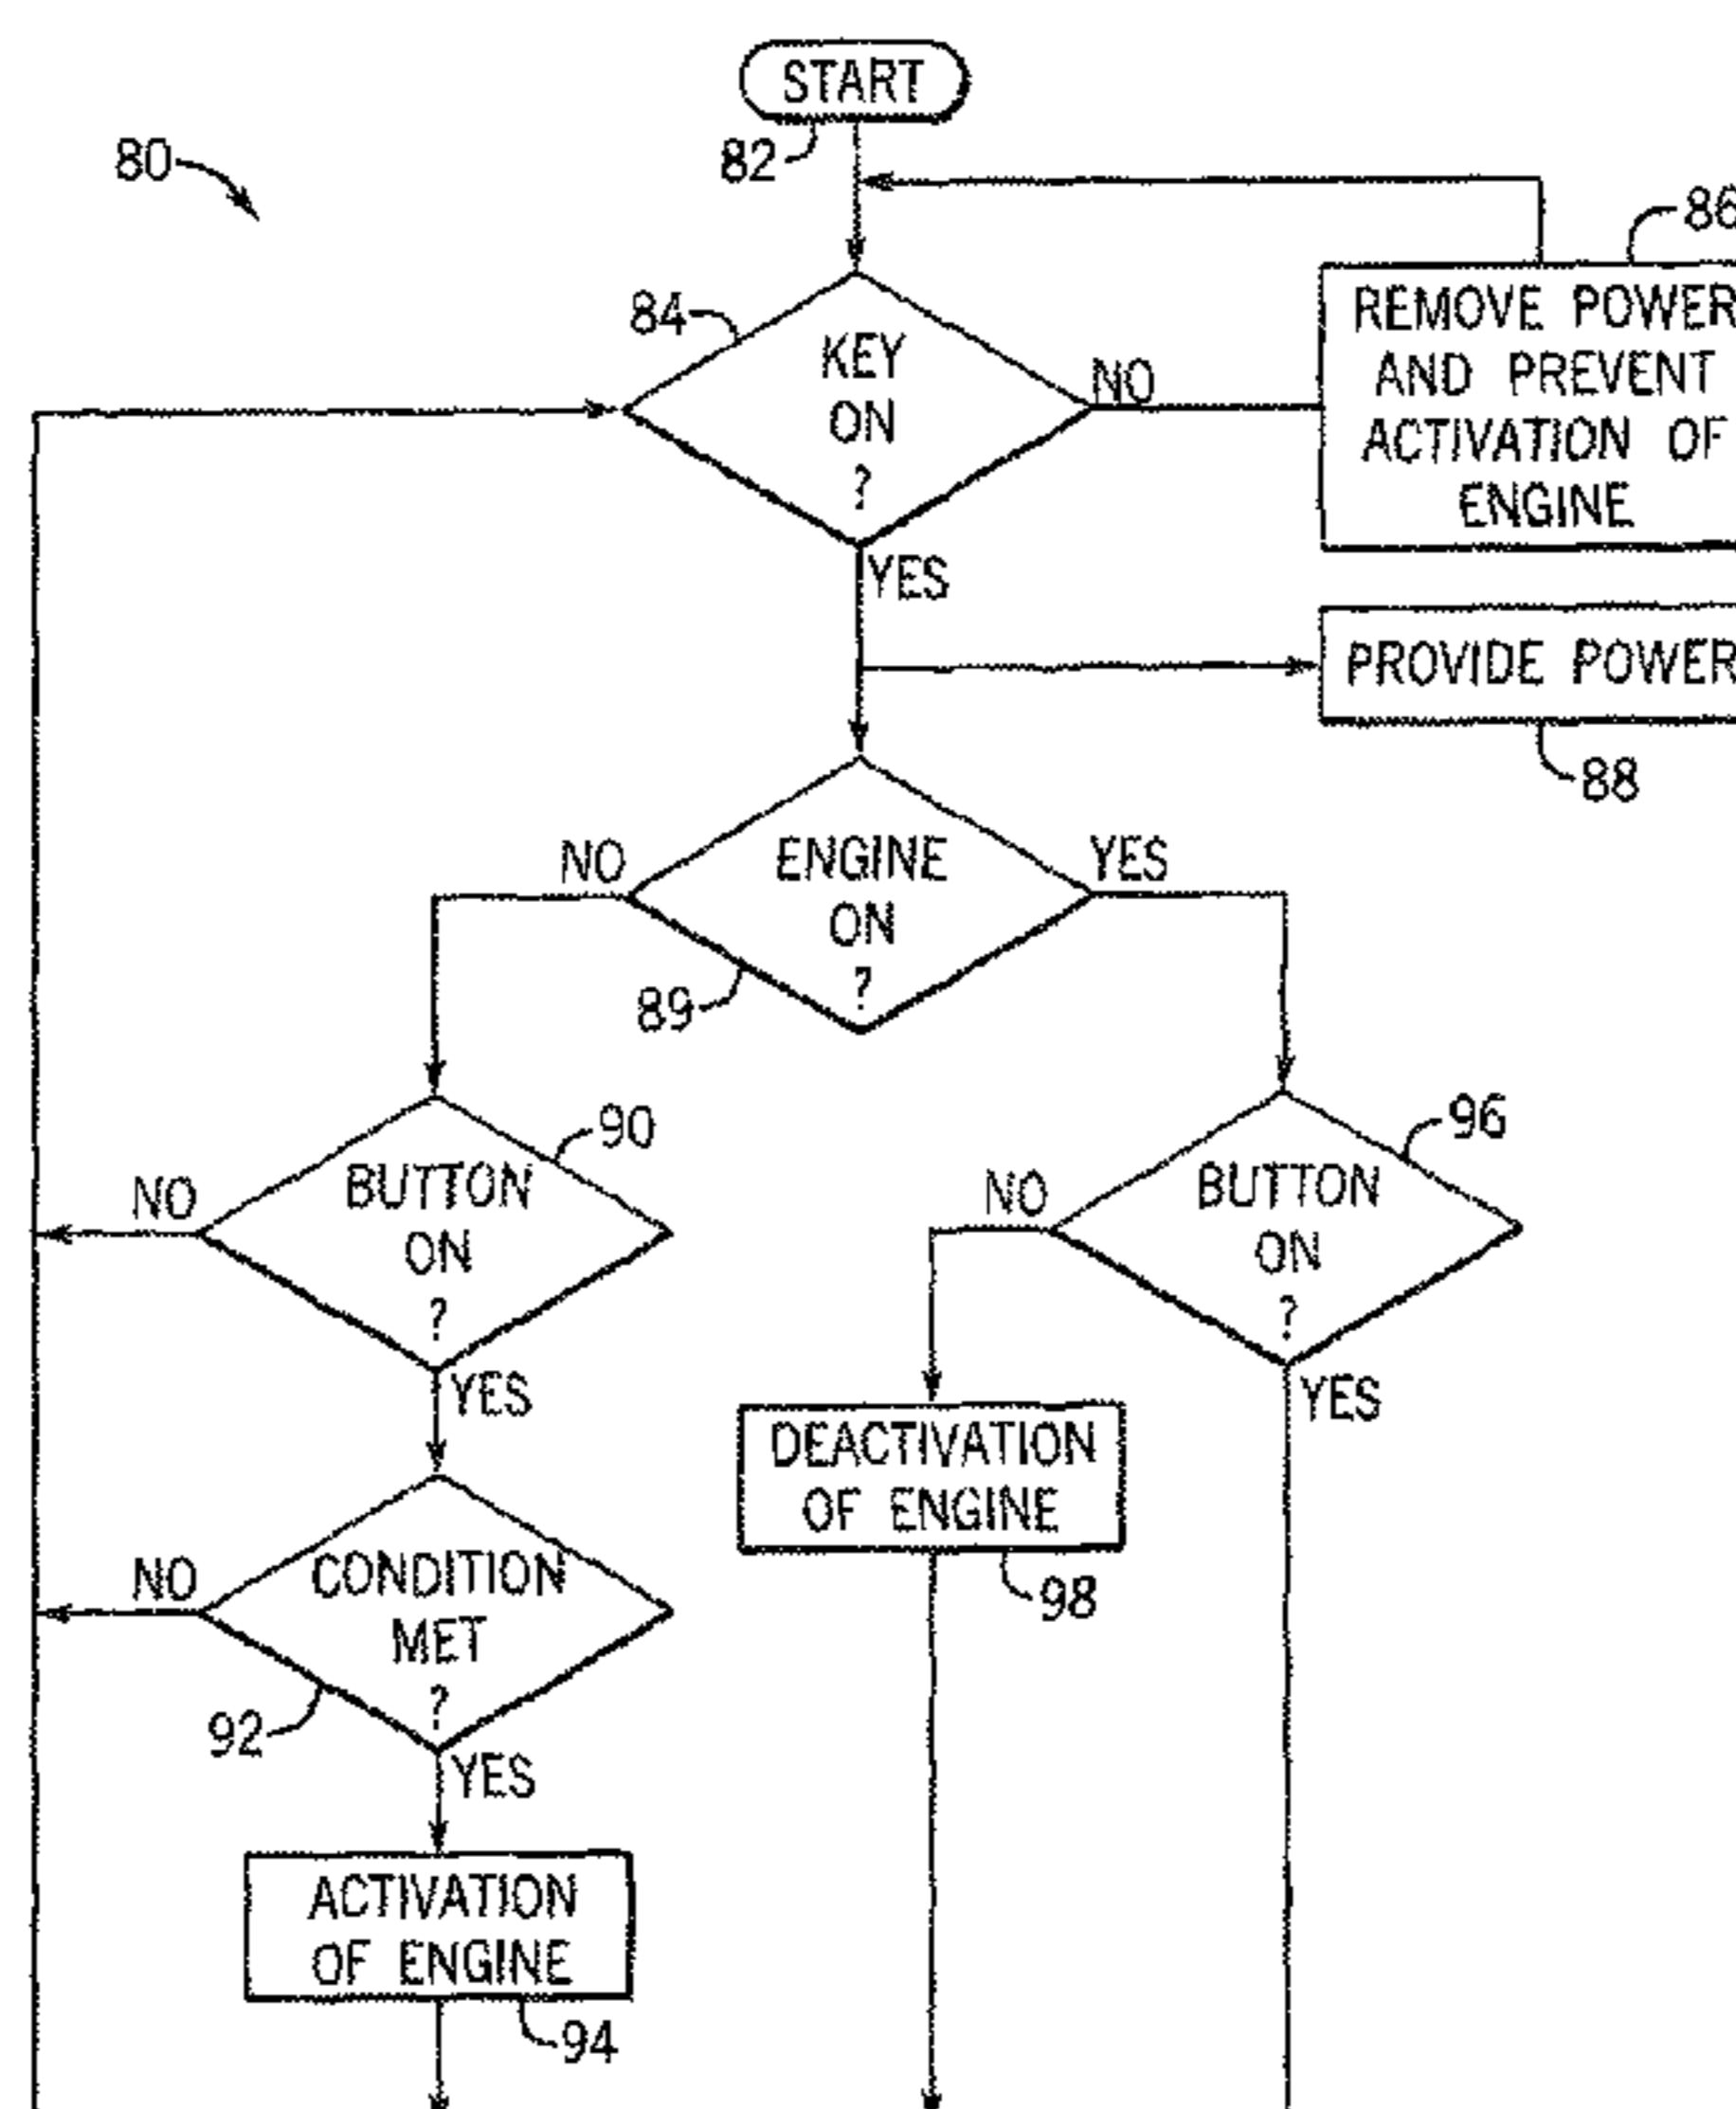 START
82
80
86
84
KEY
ON
?
NO
REMOVE POWER
AND PREVENT
ACTIVATION OF
ENGINE
YES
PROVIDE POWER
88
NO
ENGINE
ON
?
YES
89
90
96
NO
BUTTON
ON
?
YES
NO
BUTTON
ON
?
YES
DEACTIVATION
OF ENGINE
98
NO
CONDITION
MET
?
92
YES
ACTIVATION
OF ENGINE
94